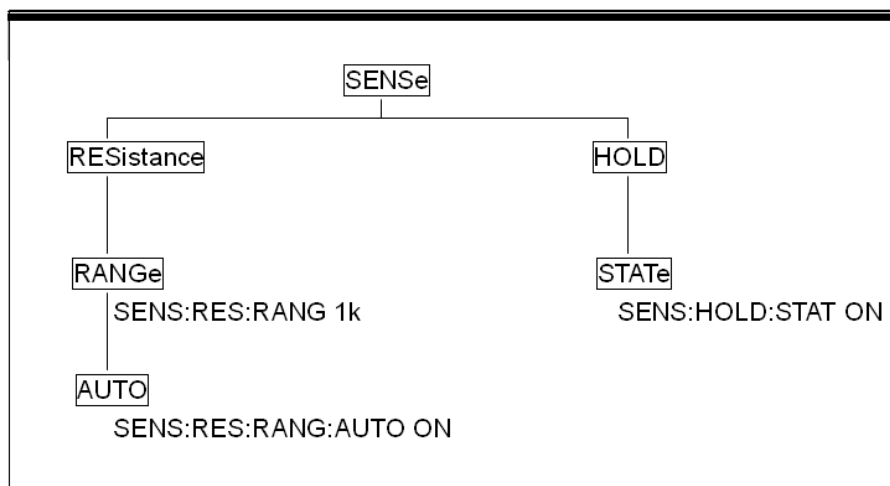 SENSe
RESistance
HOLD
RANGe
STATe
SENS:RES:RANG 1k
SENS:HOLD:STAT ON
AUTO
SENS:RES:RANG:AUTO ON